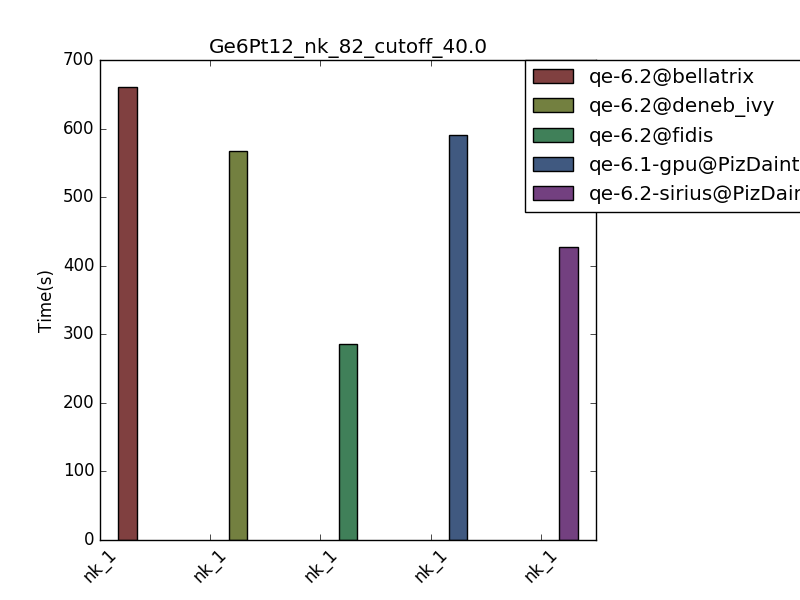 Ge6Pt12_nk_82_cutoff_40.0
700
600
500
400
300
200
100
0
Time(s)
nk_1
nk_1
nk_1
nk_1
nk_1
qe-6.2@bellatrix
qe-6.2@deneb_ivy
qe-6.2@fidis
qe-6.1-gpu@PizDaint
qe-6.2-sirius@PizDain